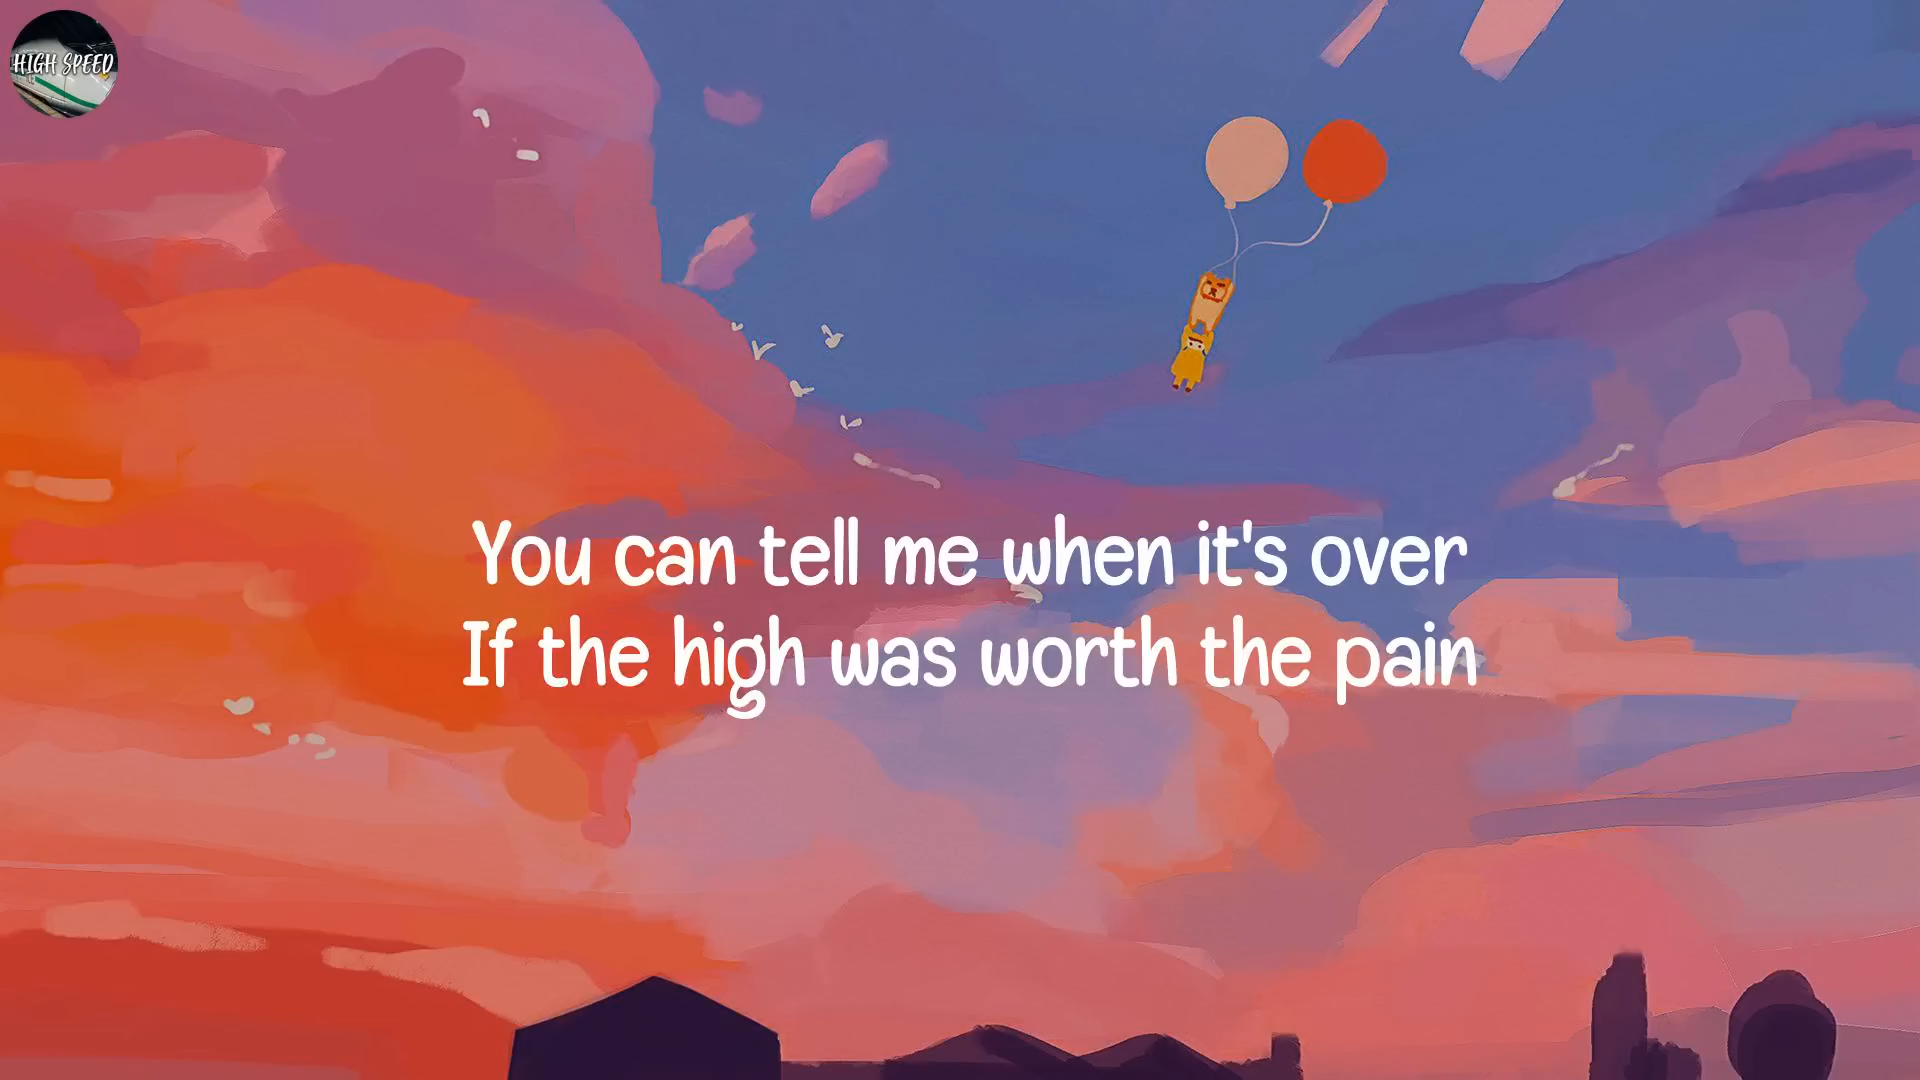 HIGH SPEED
You can tell me when it's over
If the high was worth the pain